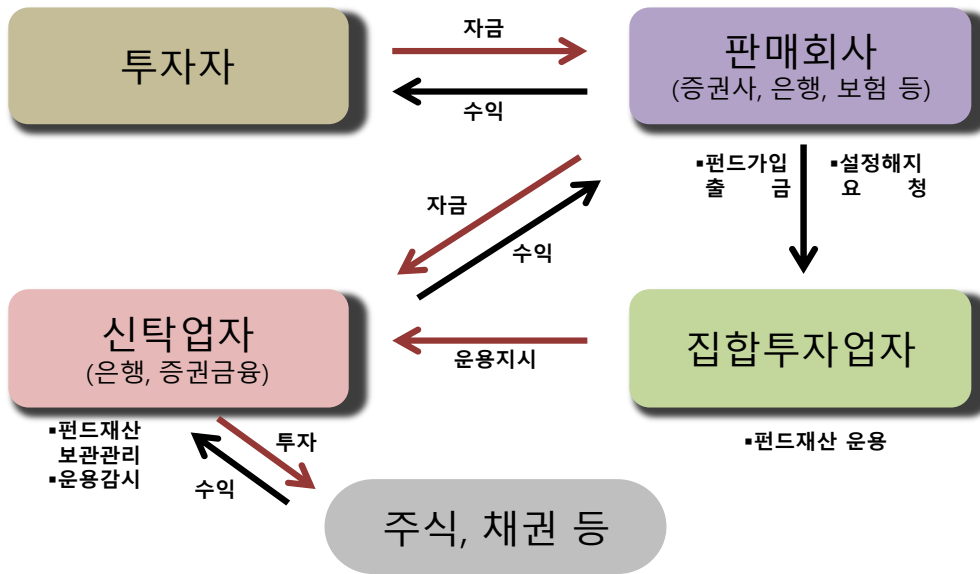 투자자
자금
수익
판매회사
(증권사, 은행, 보험 등)
▪펀드가입
출 금
▪설정해지
요 청
자금
수익
신탁업자
(은행, 증권금융)
운용지시
집합투자업자
▪펀드재산
보관관리
▪운용감시
투자
수익
▪펀드재산 운용
주식, 채권 등